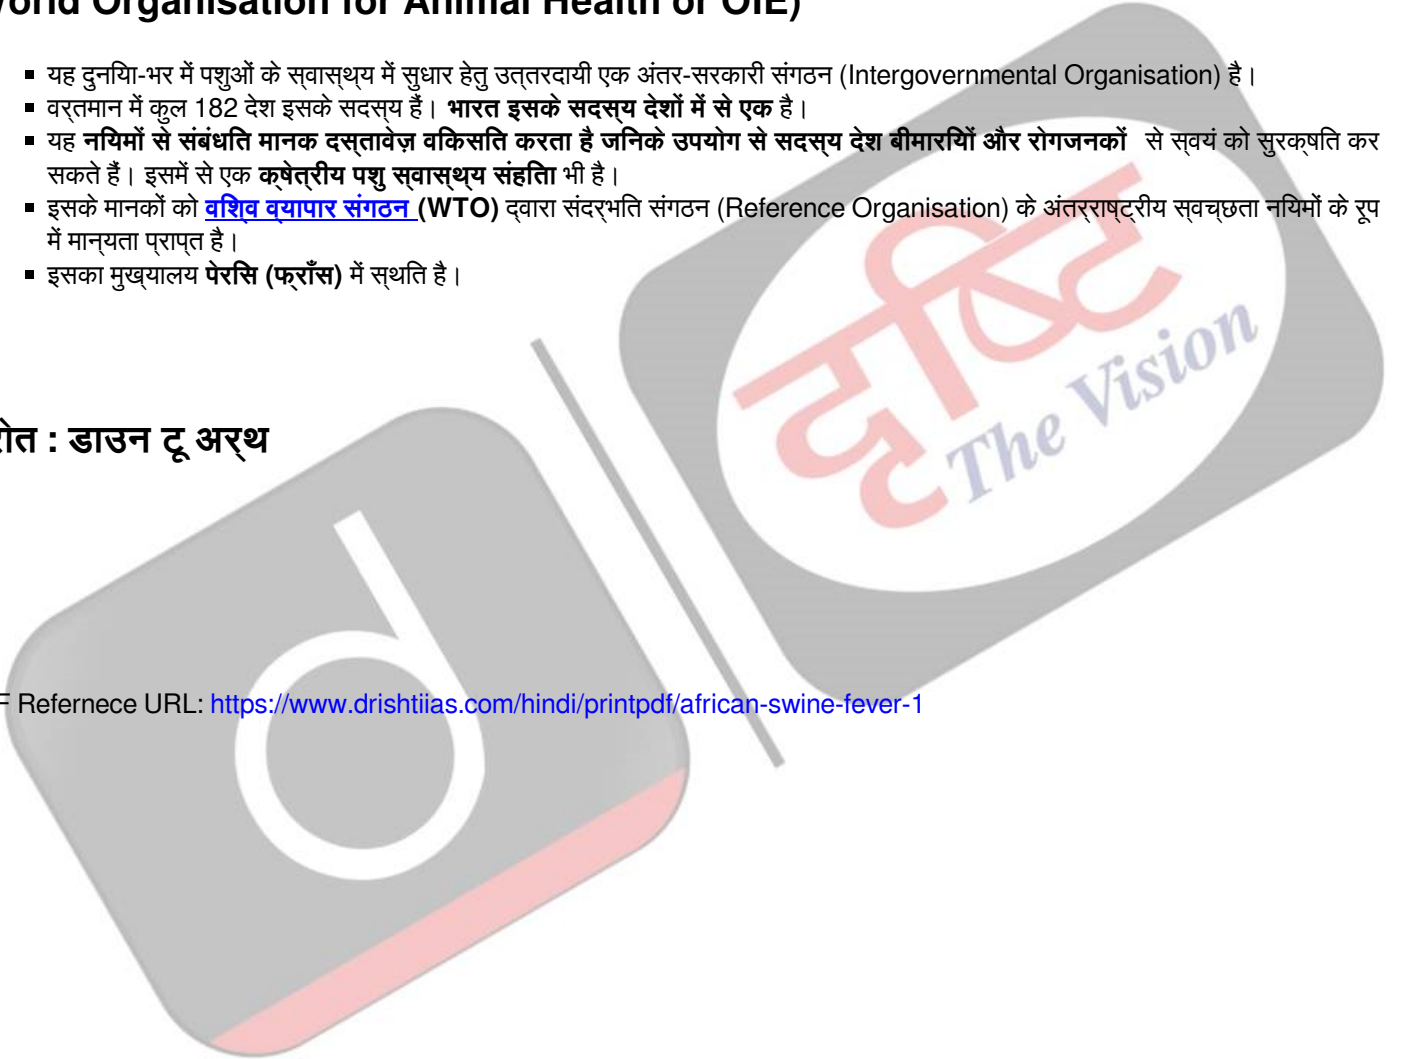 World Organisation for Animal Health or OIE)
▪ यह दुनिया-भर में पशुओं के स्वास्थ्य में सुधार हेतु उत्तरदायी एक अंतर-सरकारी संगठन (Intergovernmental Organisation) है।
▪ वर्तमान में कुल 182 देश इसके सदस्य हैं। भारत इसके सदस्य देशों में से एक है।
▪ यह नियमों से संबंधित मानक दस्तावेज़ विकसित करता है जिनके उपयोग से सदस्य देश बीमारियों और रोगजनकों से स्वयं को सुरक्षित कर
सकते हैं। इसमें से एक क्षेत्रीय पशु स्वास्थ्य संहिता भी है।
▪ इसके मानकों को विश्व व्यापार संगठन (WTO) द्वारा संदर्भित संगठन (Reference Organisation) के अंतर्राष्ट्रीय स्वच्छता नियमों के रूप
में मान्यता प्राप्त है।
▪ इसका मुख्यालय पेरिस (फ्राँस) में स्थित है।
दृष्टि
The Vision
रोत : डाउन टू अर्थ
d
F Refernece URL: https://www.drishtiias.com/hindi/printpdf/african-swine-fever-1